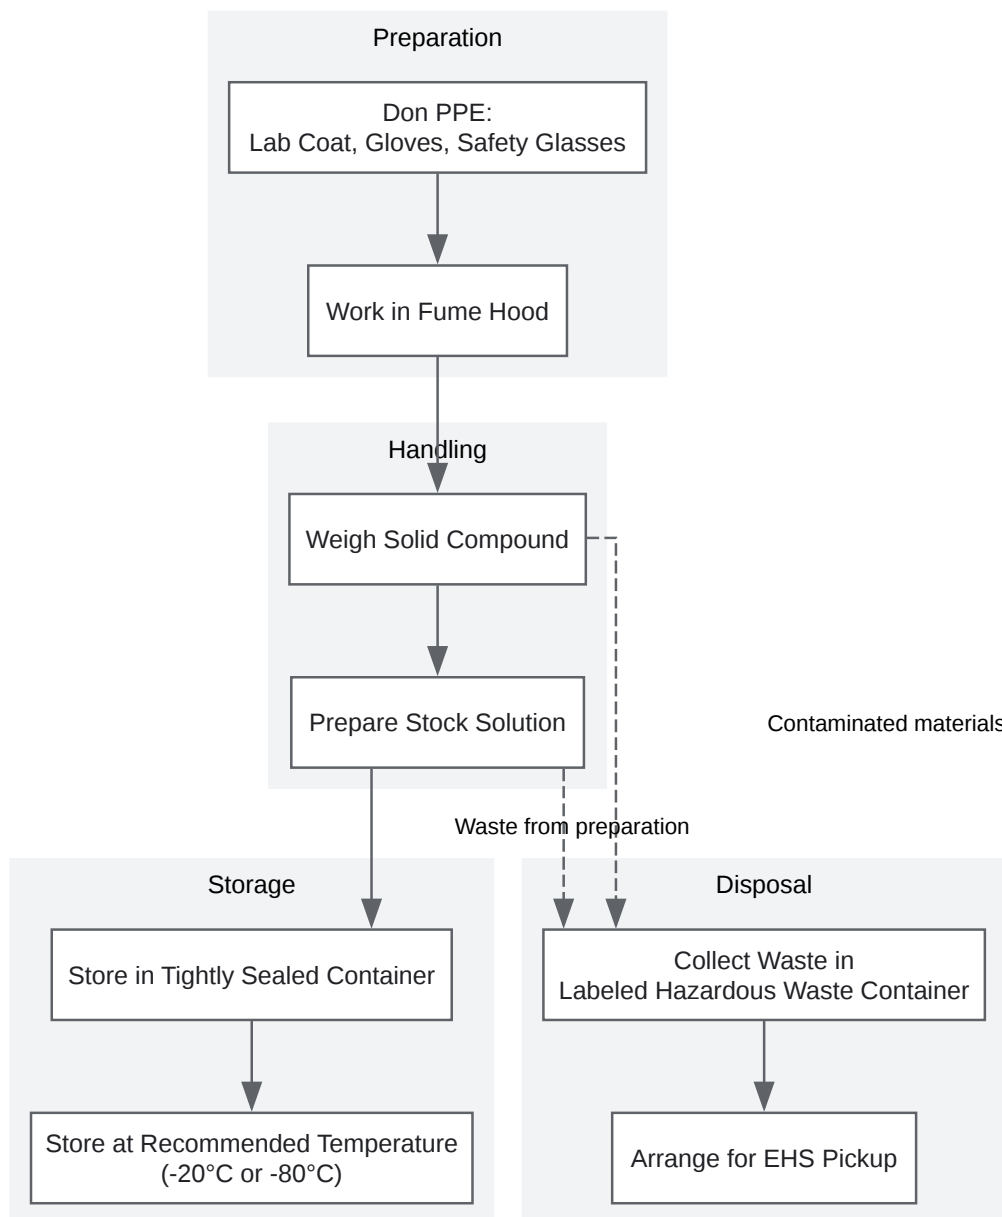 Preparation
Don PPE:
Lab Coat, Gloves, Safety Glasses
Work in Fume Hood
Handling
Weigh Solid Compound
Prepare Stock Solution
Contaminated materials
Waste from preparation
Storage
Disposal
Store in Tightly Sealed Container
Collect Waste in
Labeled Hazardous Waste Container
Store at Recommended Temperature
(-20°C or -80°C)
Arrange for EHS Pickup